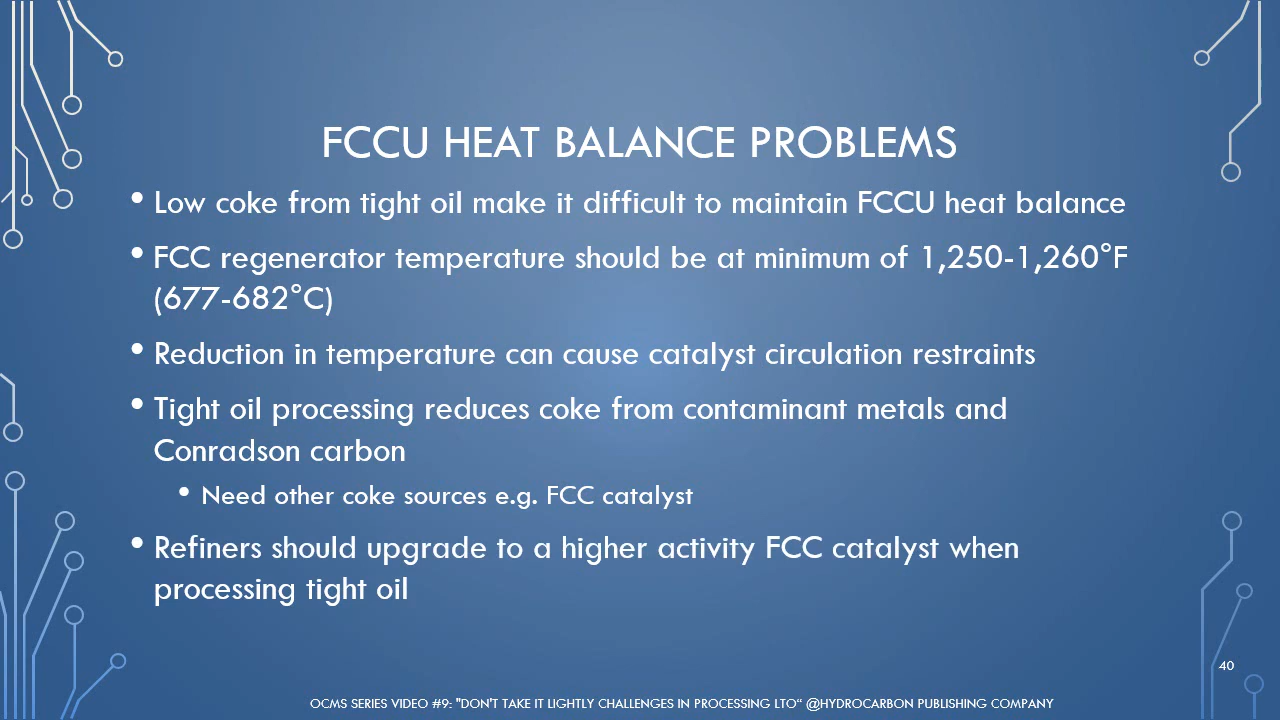 FCCU HEAT BALANCE PROBLEMS
• Low coke from tight oil make it difficult to maintain FCCU heat balance
• FCC regenerator temperature should be at minimum of 1,250-1,260°F
(677-682°C)
• Reduction in temperature can cause catalyst circulation restraints
• Tight oil processing reduces coke from contaminant metals and
Conradson carbon
• Need other coke sources e.g. FCC catalyst
• Refiners should upgrade to a higher activity FCC catalyst when
processing tight oil
40
OCMS SERIES VIDEO #9: "DON'T TAKE IT LIGHTLY CHALLENGES IN PROCESSING LTO" @HYDROCARBON PUBLISHING COMPANY